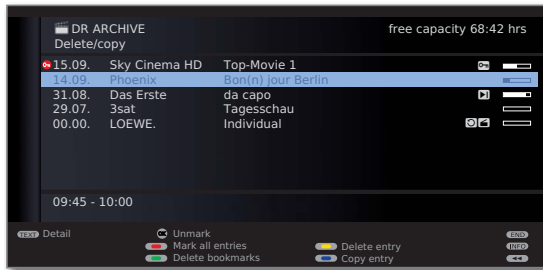 DR ARCHIVE free capacity 68:42 hrs
Delete/copy
15.09. Sky Cinema HD Top-Movie 1
14.09. Phoenix Bon(n) jour Berlin
31.08. Das Erste da capo
29.07. 3sat Tagesschau
00.00. LOEWE. Individual
09:45 - 10:00
TEXT Detail OK Unmark END
Mark all entries Delete entry INFO
Delete bookmarks Copy entry